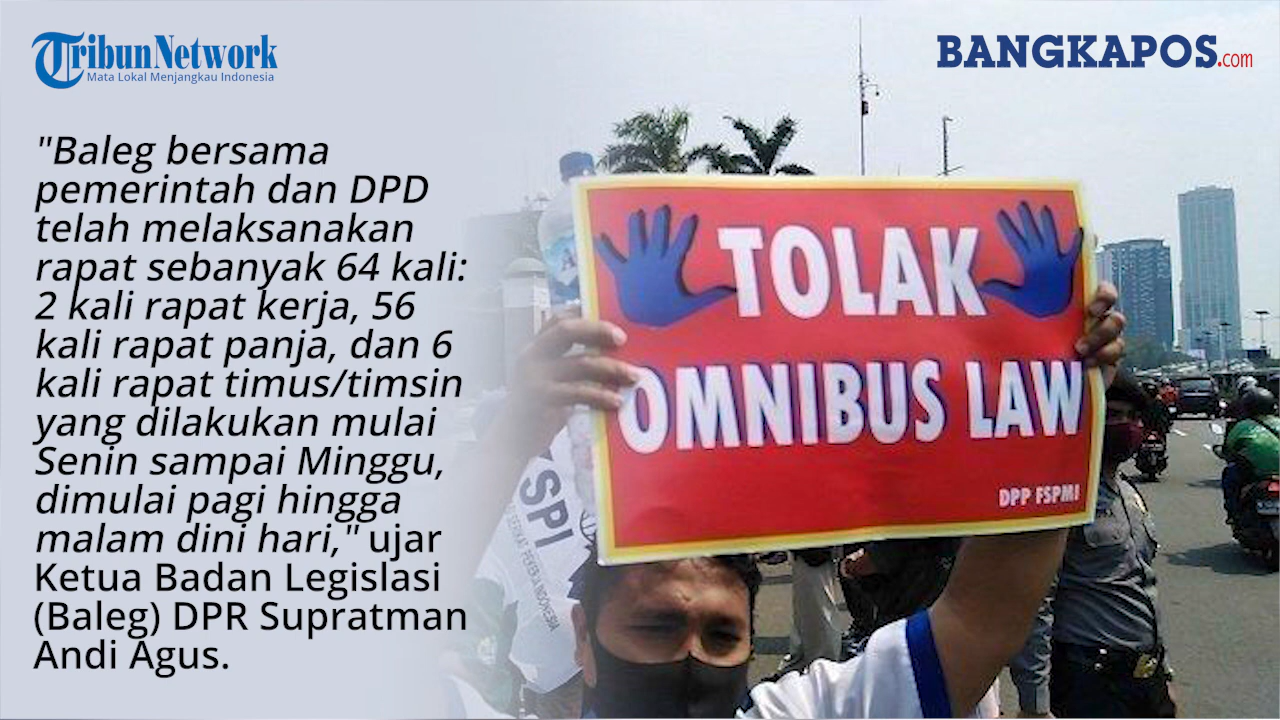 TribunNetwork
Mata Lokal Menjangkau Indonesia
BANGKAPOS.com
"Baleg bersama
pemerintah dan DPD
telah melaksanakan
rapat sebanyak 64 kali:
2 kali rapat kerja, 56
kali rapat panja, dan 6
kali rapat timus/timsin
yang dilakukan mulai
Senin sampai Minggu,
dimulai pagi hingga
malam dini hari," ujar
Ketua Badan Legislasi
(Baleg) DPR Supratman
Andi Agus.
TOLAK
OMNIBUS LAW
DPP FSPMI
SPI
PEKERJA INDONESIA